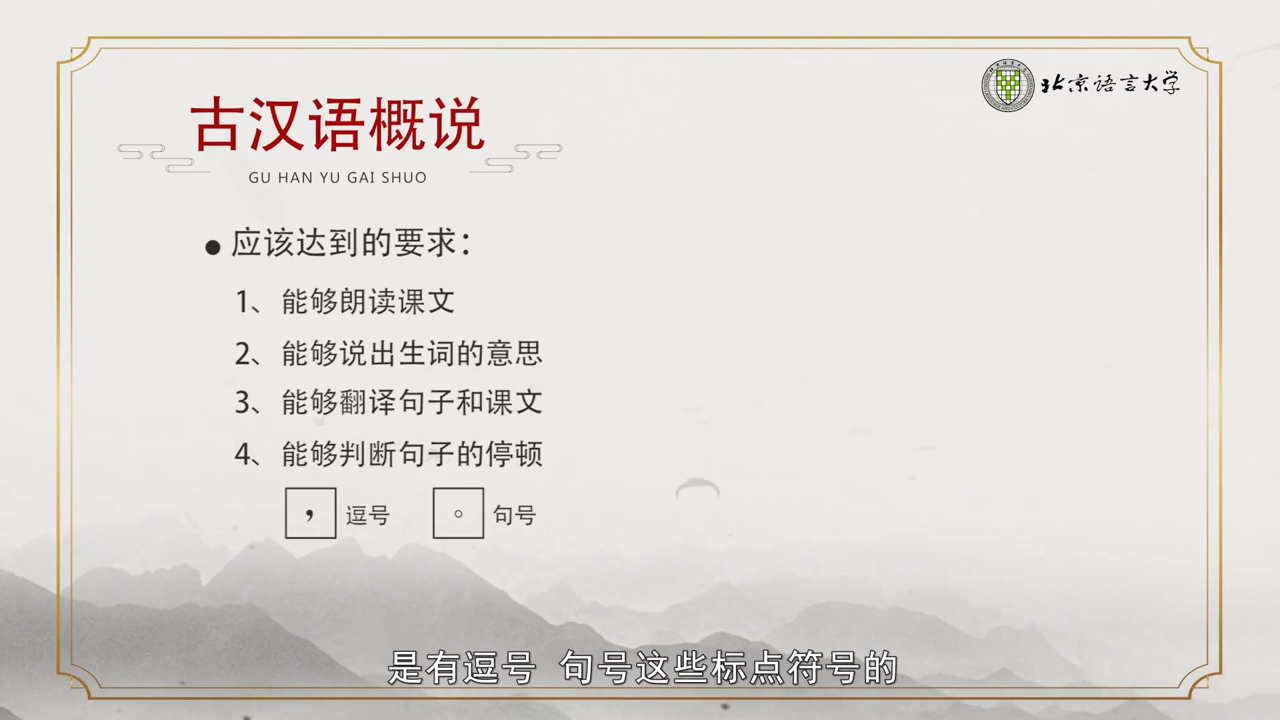 北京语言大学
古汉语概说
GU HAN YU GAI SHUO
● 应该达到的要求：
1、 能够朗读课文
2、 能够说出生词的意思
3、 能够翻译句子和课文
4、 能够判断句子的停顿
， 逗号 。 句号
是有逗号 句号这些标点符号的